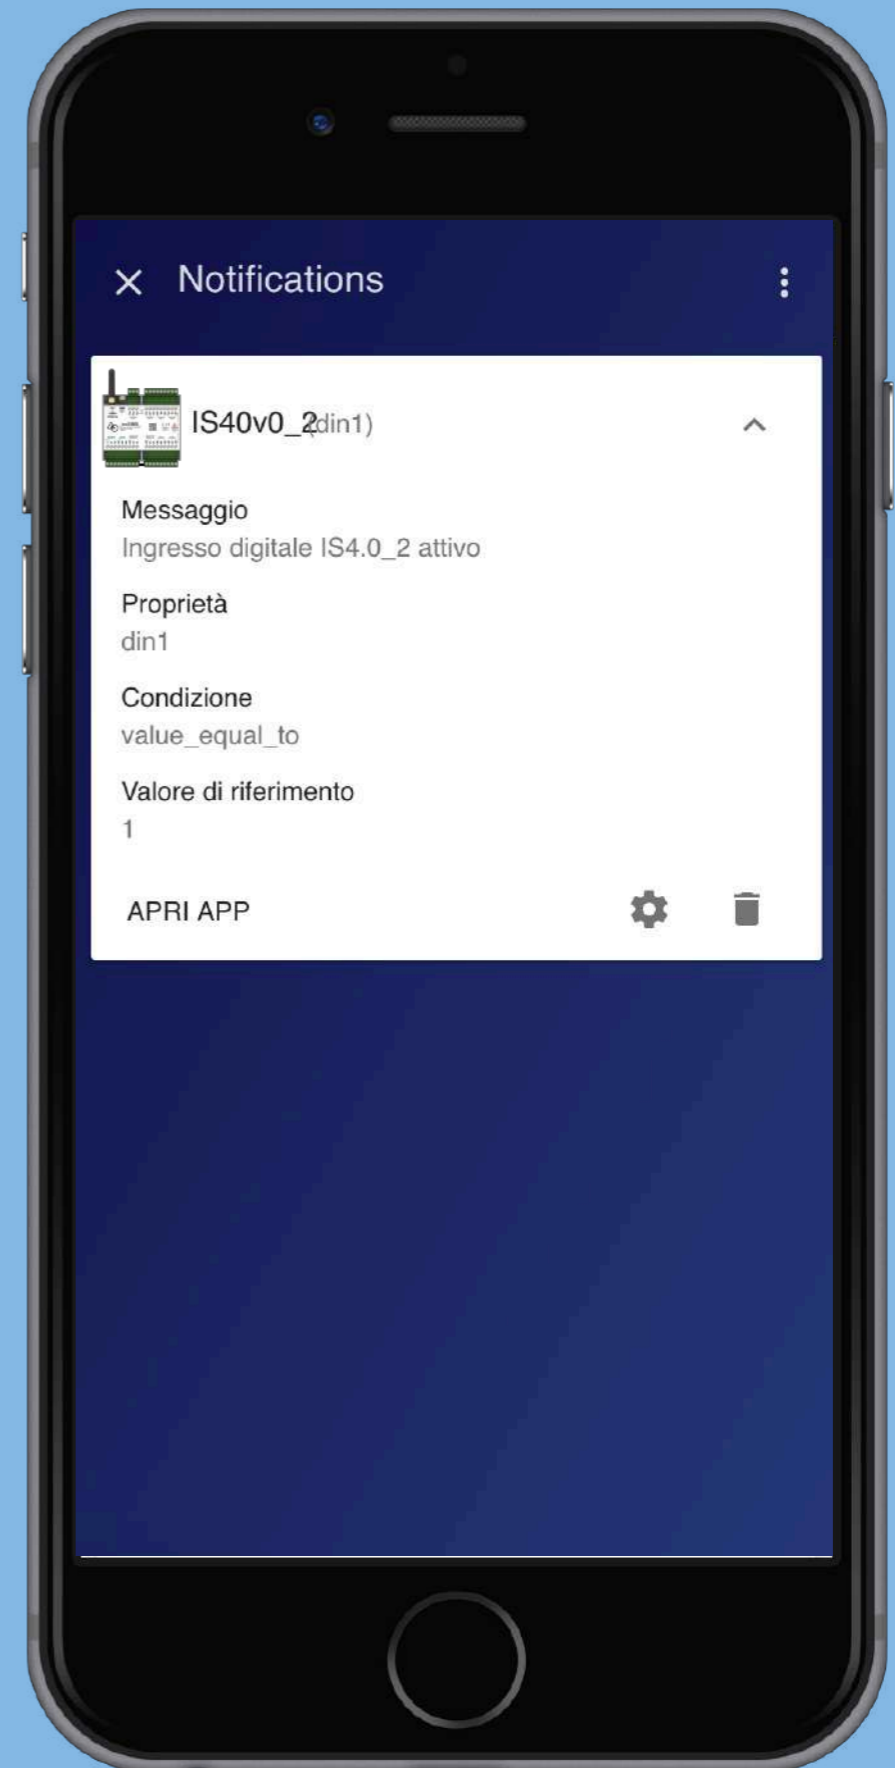 Notifications
IS40v0_2(din1)
Messaggio
Ingresso digitale IS4.0_2 attivo
Proprietà
din1
Condizione
value_equal_to
Valore di riferimento
1
APRI APP